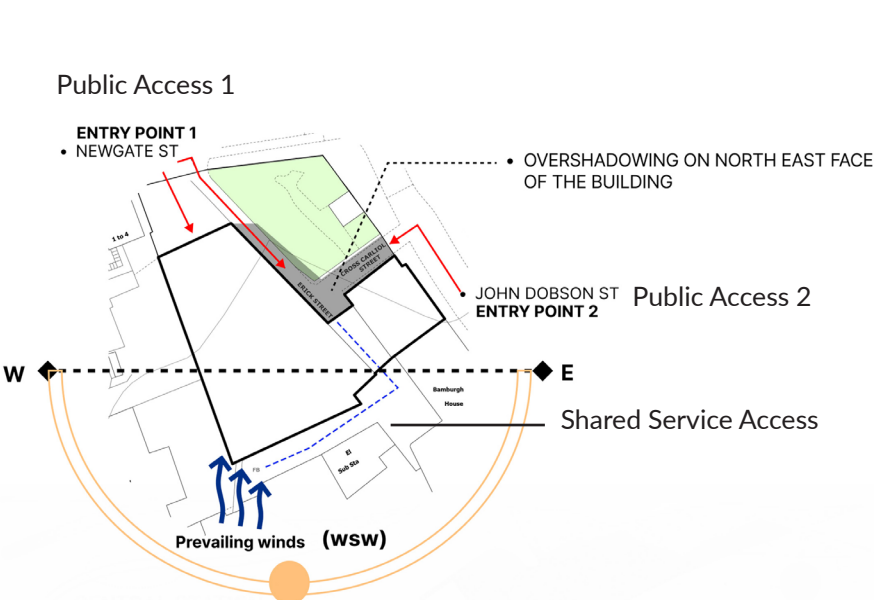 Public Access 1
ENTRY POINT 1
• NEWGATE ST
• OVERSHADOWING ON NORTH EAST FACE
OF THE BUILDING
1 to 4
CROSS CARLIOL
STREET
ERICK STREET
• JOHN DOBSON ST
ENTRY POINT 2
Public Access 2
W
E
Bamburgh
House
Shared Service Access
El
Sub Sta
FB
Prevailing winds (wsw)